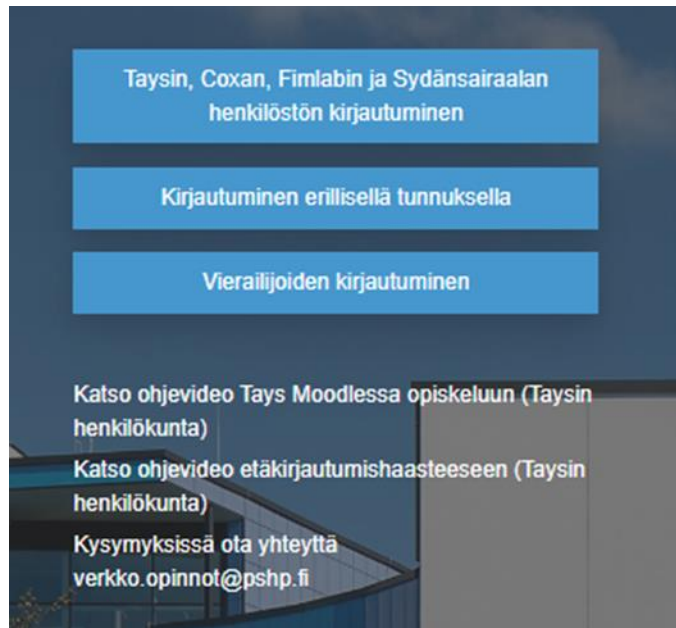 Taysin, Coxan, Fimlabin ja Sydänsairaalan
henkilöstön kirjautuminen
Kirjautuminen erillisellä tunnuksella
Vierailijoiden kirjautuminen
Katso ohjevideo Tays Moodlessa opiskeluun (Taysin
henkilökunta)
Katso ohjevideo etäkirjautumishaasteeseen (Taysin
henkilökunta)
Kysymyksissä ota yhteyttä
verkko.opinnot@pshp.fi